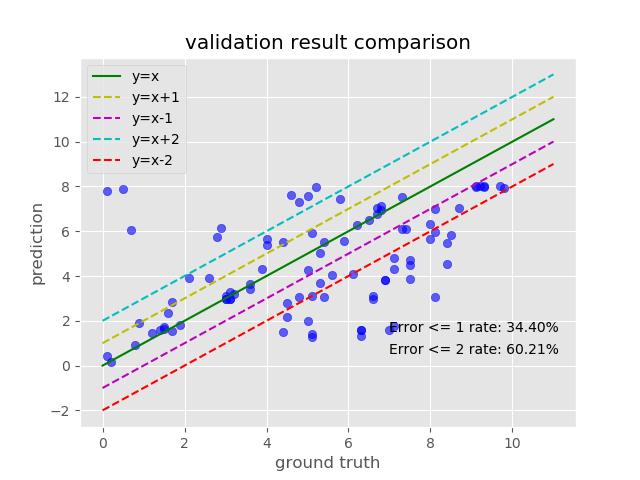 validation result comparison
y=x
y=x+1
y=x-1
y=x+2
y=x-2
12
10
8
6
4
2
0
−2
prediction
Error <= 1 rate: 34.40%
Error <= 2 rate: 60.21%
0 2 4 6 8 10
ground truth